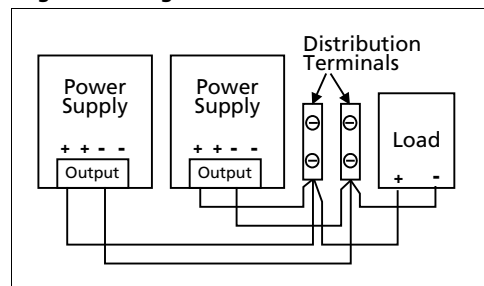 Distribution
Terminals
Power
Supply
+ + - -
Output
Power
Supply
+ + - -
Output
Load
+ -